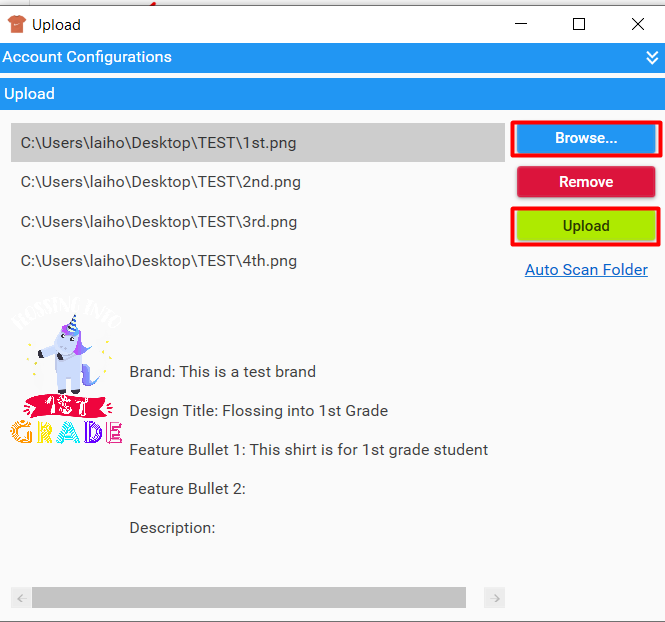 Upload
Account Configurations
Upload
C:\Users\laiho\Desktop\TEST\1st.png
Browse...
C:\Users\laiho\Desktop\TEST\2nd.png
Remove
C:\Users\laiho\Desktop\TEST\3rd.png
Upload
C:\Users\laiho\Desktop\TEST\4th.png
Auto Scan Folder
FLOSSING INTO
1ST
GRADE
Brand: This is a test brand
Design Title: Flossing into 1st Grade
Feature Bullet 1: This shirt is for 1st grade student
Feature Bullet 2:
Description: